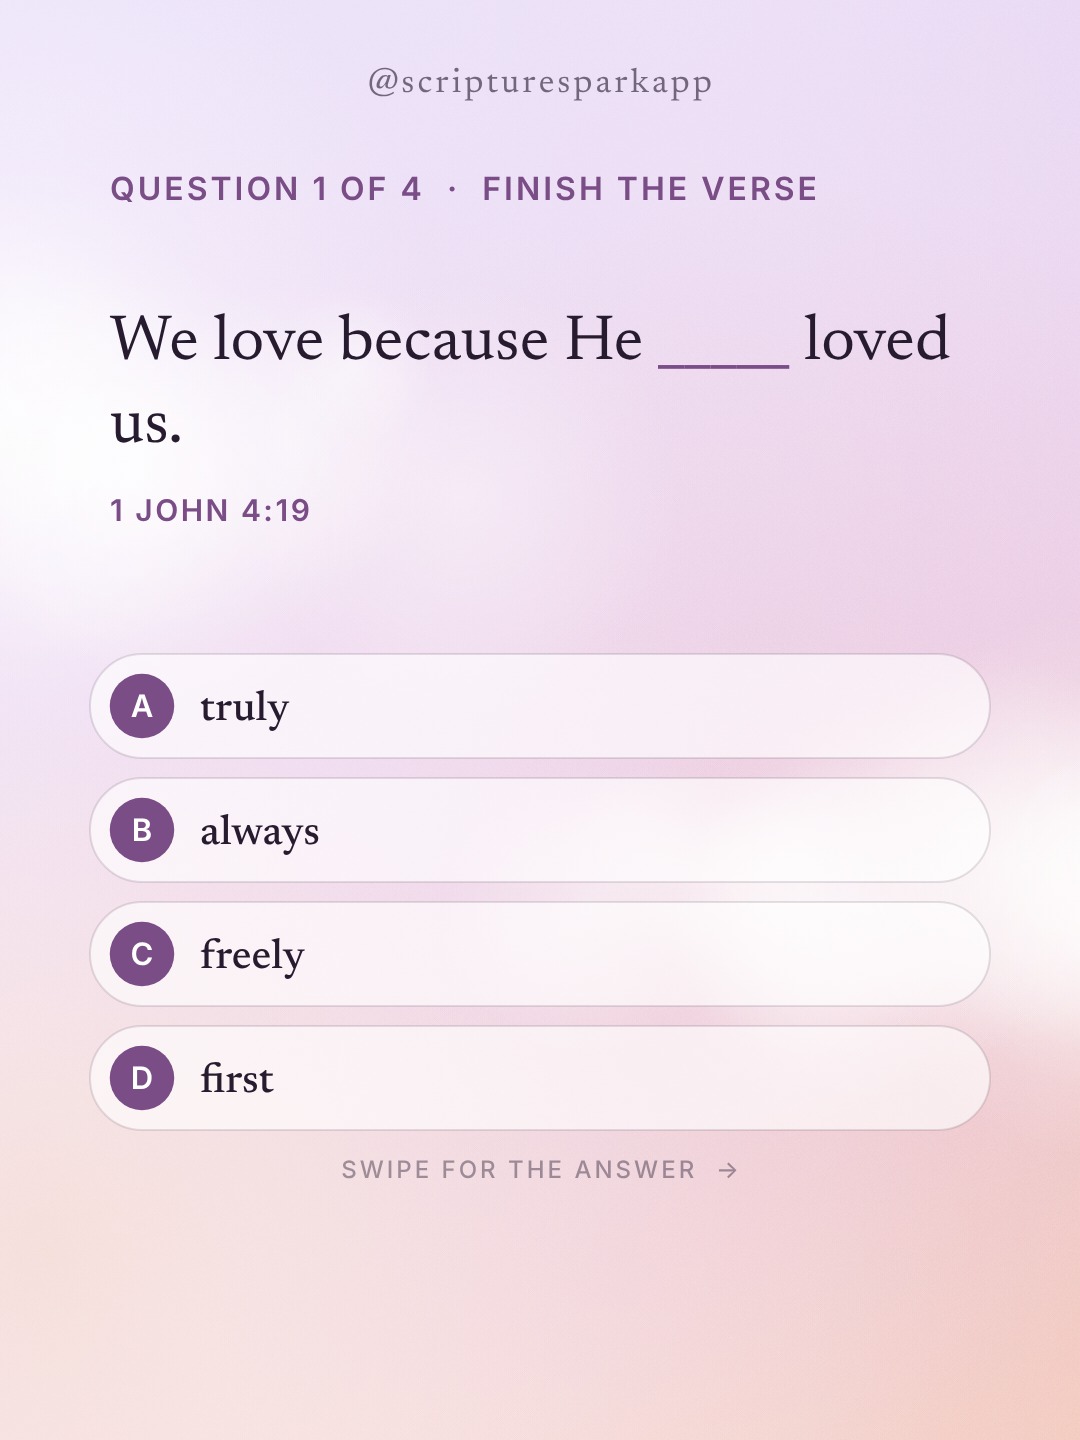 @scripturesparkapp
QUESTION 1 OF 4 · FINISH THE VERSE
We love because He _____ loved
us.
1 JOHN 4:19
A truly
B always
C freely
D first
SWIPE FOR THE ANSWER →